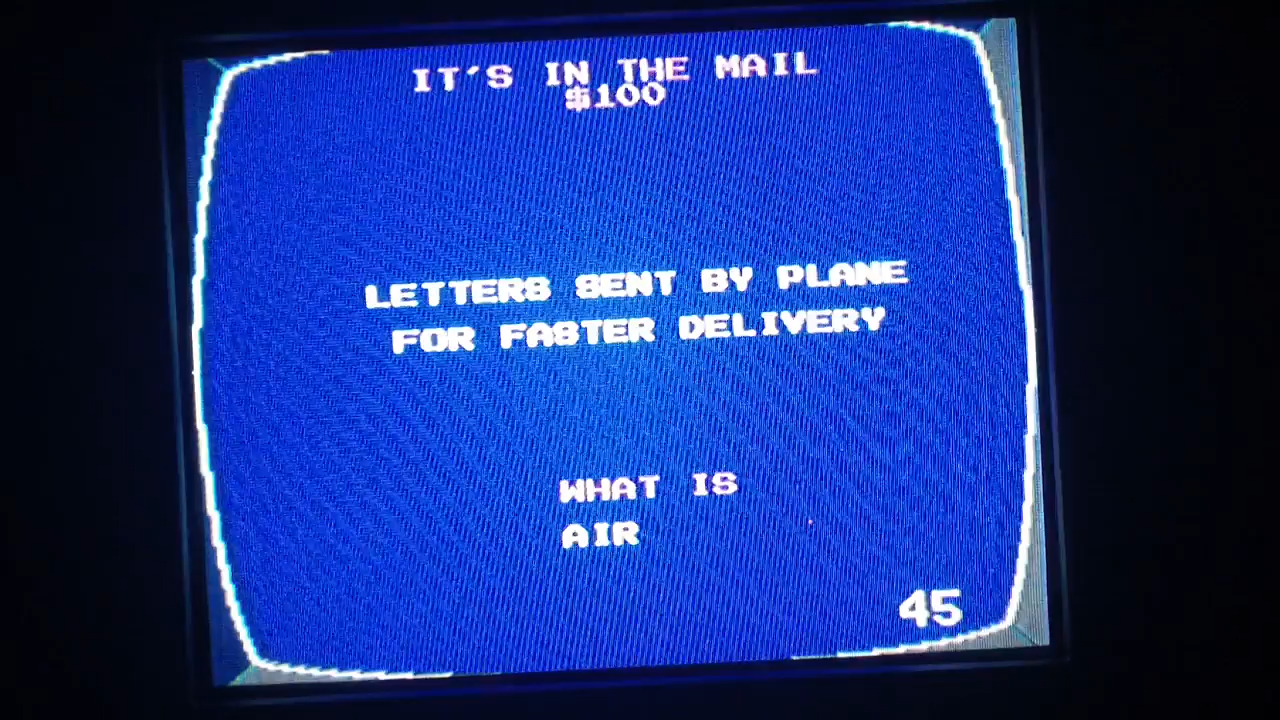 IT'S IN THE MAIL
$100
LETTERS SENT BY PLANE
FOR FASTER DELIVERY
WHAT IS
AIR
45